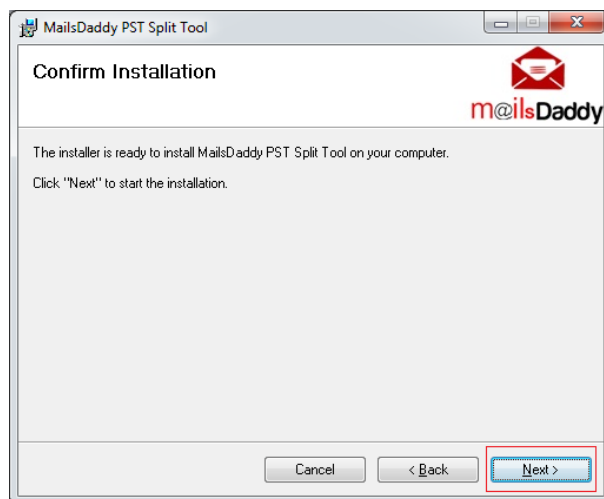 MailsDaddy PST Split Tool
Confirm Installation
m@ilsDaddy
The installer is ready to install MailsDaddy PST Split Tool on your computer.
Click "Next" to start the installation.
Cancel
< Back
Next >